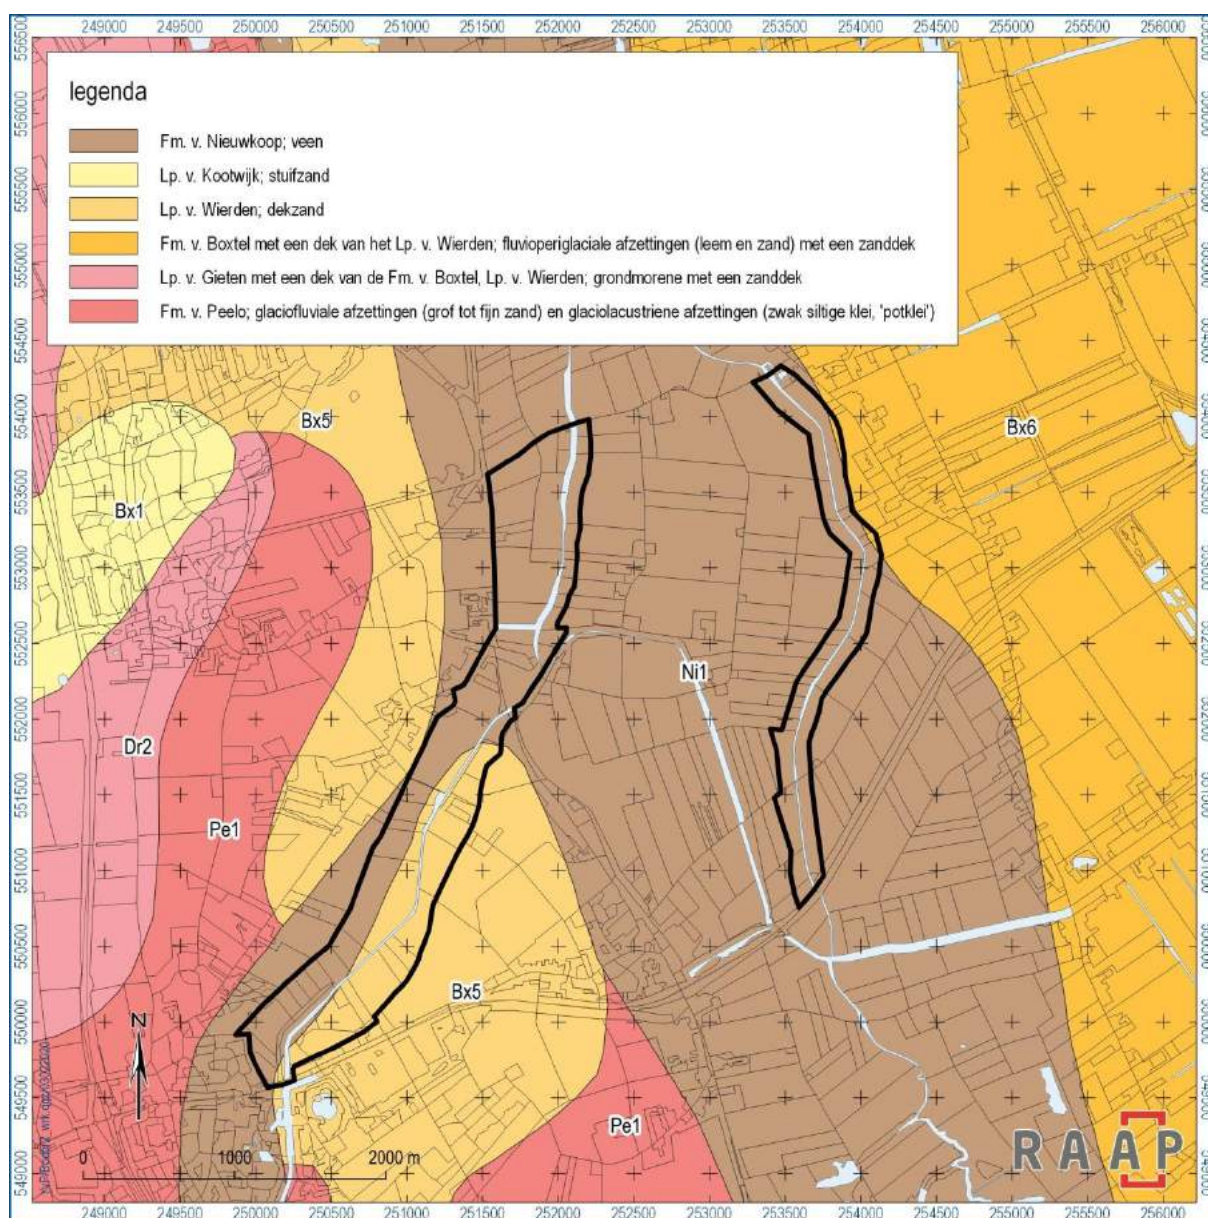 249000 249500 250000 250500 251000 251500 252000 252500 253000 253500 254000 254500 255000 255500 256000
556500
556000
555500
555000
554500
554000
553500
553000
552500
552000
551500
551000
550500
550000
549500
549000
legenda
Fm. v. Nieuwkoop; veen
Lp. v. Kootwijk; stuifzand
Lp. v. Wierden; dekzand
Fm. v. Boxtel met een dek van het Lp. v. Wierden; fluvioperiglaciale afzettingen (leem en zand) met een zanddek
Lp. v. Gieten met een dek van de Fm. v. Boxtel, Lp. v. Wierden; grondmorene met een zanddek
Fm. v. Peelo; glaciofluviale afzettingen (grof tot fijn zand) en glaciolacustriene afzettingen (zwak siltige klei, 'potklei')
Bx5
Bx6
Bx1
Ni1
Dr2
Pe1
Bx5
Pe1
N
0 1000 2000 m
RAAP
249000 249500 250000 250500 251000 251500 252000 252500 253000 253500 254000 254500 255000 255500 256000